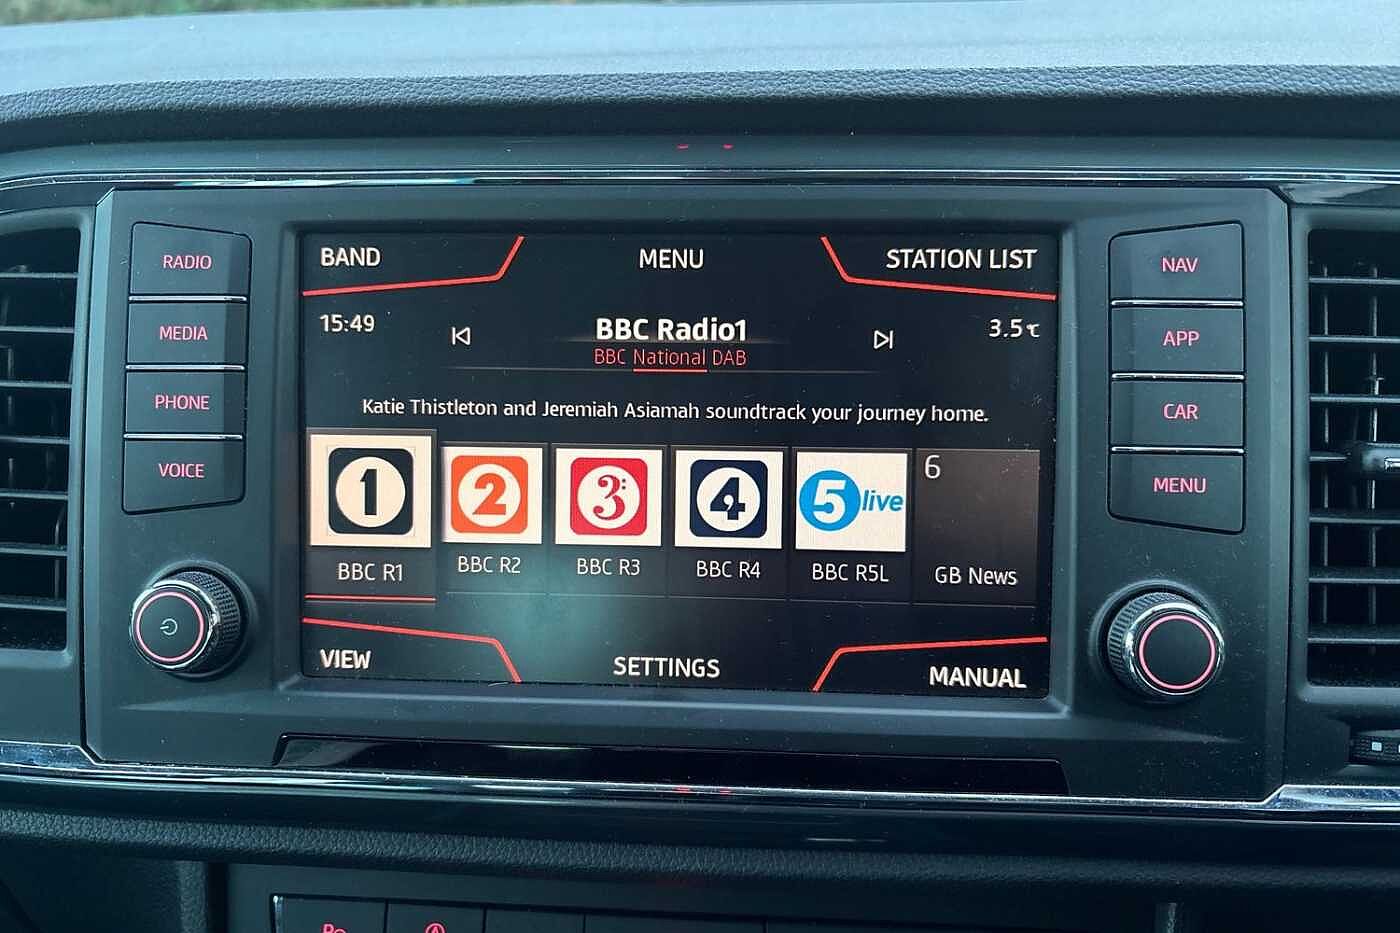 BAND
MENU
STATION LIST
RADIO
MEDIA
PHONE
VOICE
15:49
BBC Radio1
BBC National DAB
3.5℃
Katie Thistleton and Jeremiah Asiamah soundtrack your journey home.
1
2
3
4
5 live
6
BBC R1
BBC R2
BBC R3
BBC R4
BBC R5L
GB News
VIEW
SETTINGS
MANUAL
NAV
APP
CAR
MENU